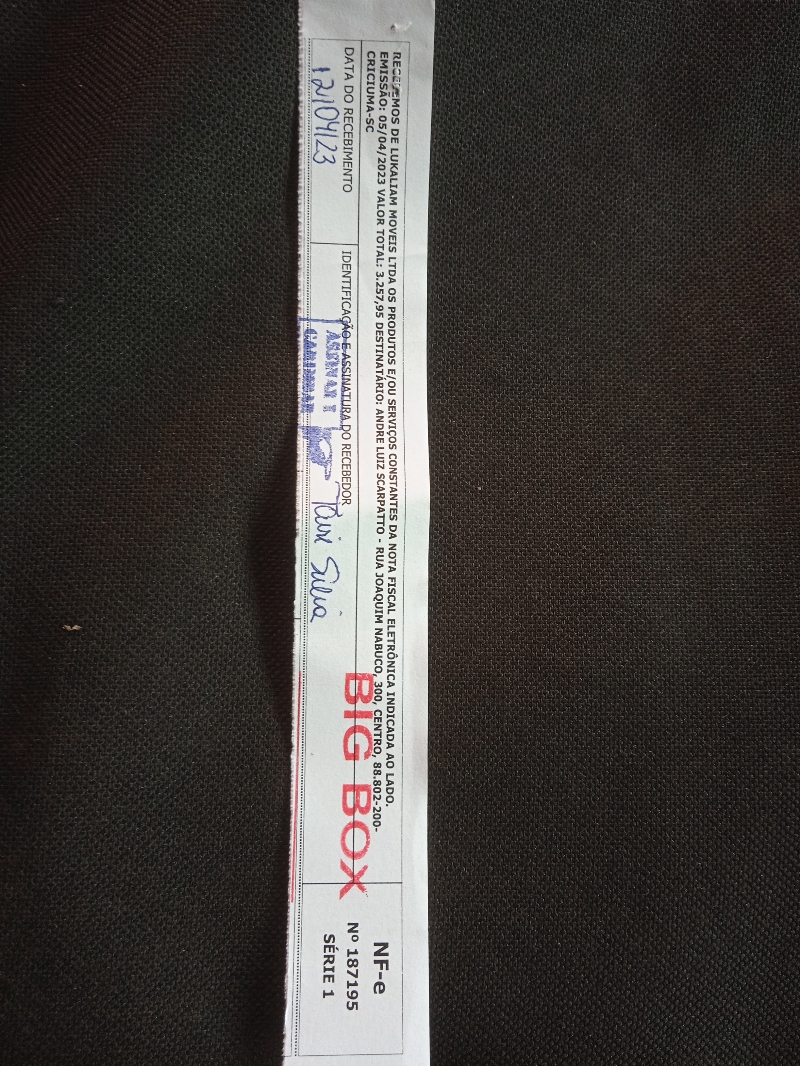 RECEBEMOS DE LUKALIAM MOVEIS LTDA OS PRODUTOS E/OU SERVIÇOS CONSTANTES DA NOTA FISCAL ELETRÔNICA INDICADA AO LADO.
EMISSÃO: 05/04/2023 VALOR TOTAL: 3.257,95 DESTINATÁRIO: ANDRE LUIZ SCARPATTO - RUA JOAQUIM NABUCO, 300, CENTRO, 88.802-200-
CRICIUMA-SC
DATA DO RECEBIMENTO
12/04/23
IDENTIFICAÇÃO E ASSINATURA DO RECEBEDOR
ASSINAR E
CARIMBAR
Silva
BIG BOX
NF-e
Nº 187195
SÉRIE 1